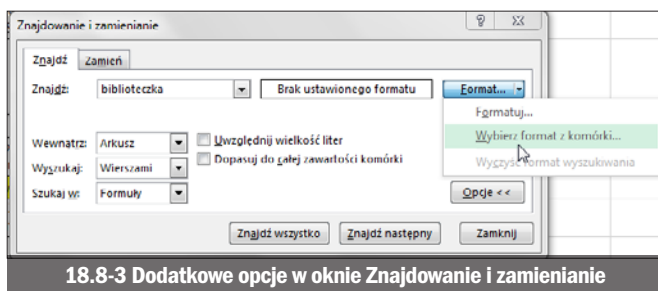 Znajdowanie i zamienianie
Znajdź Zamień
Znajdź: biblioteczka Brak ustawionego formatu Format...
Formatuj...
Wewnątrz: Arkusz Uwzględnij wielkość liter Wybierz format z komórki...
Wyszukaj: Wierszami Dopasuj do całej zawartości komórki Wyczyść format wyszukiwania
Szukaj w: Formuły Opcje <<
Znajdź wszystko Znajdź następny Zamknij
18.8-3 Dodatkowe opcje w oknie Znajdowanie i zamienianie